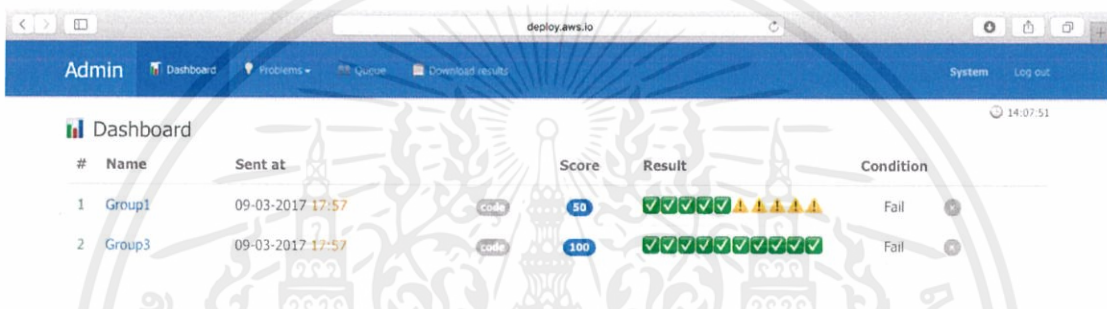 deploy.aws.io
Admin Dashboard Problems Queue Download results System Log out
14:07:51
Dashboard
# Name Sent at Score Result Condition
1 Group1 09-03-2017 17:57 code 50 Fail
2 Group3 09-03-2017 17:57 code 100 Fail